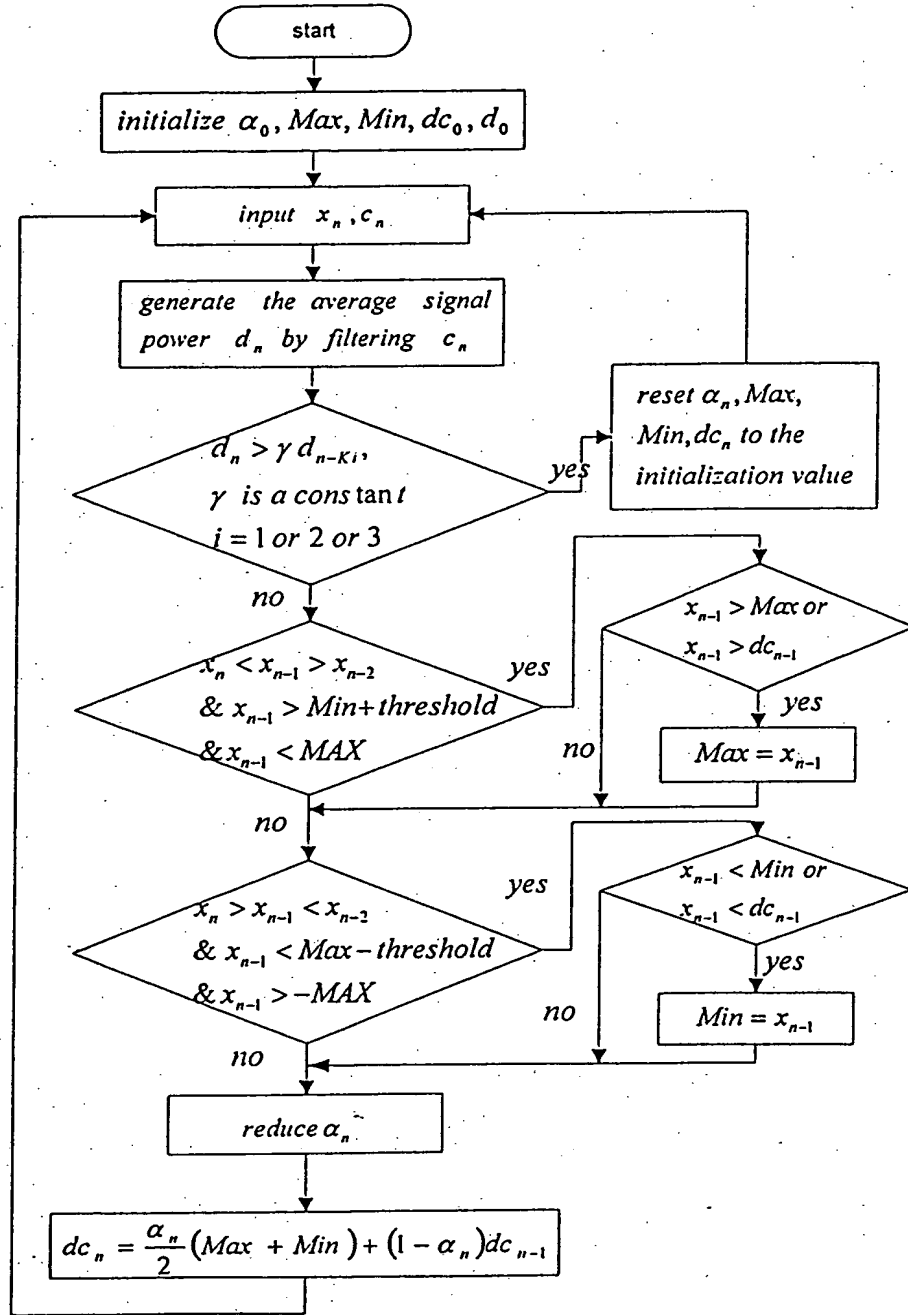 start
initialize α₀, Max, Min, dc₀, d₀
input xₙ, cₙ
generate the average signal
power dₙ by filtering cₙ
dₙ > γ dₙ₋Kᵢ,
γ is a cons tan t
i = 1 or 2 or 3
yes
reset αₙ, Max,
Min, dcₙ to the
initialization value
no
xₙ < xₙ₋₁ > xₙ₋₂
& xₙ₋₁ > Min+threshold
& xₙ₋₁ < MAX
yes
xₙ₋₁ > Max or
xₙ₋₁ > dcₙ₋₁
yes
no
Max = xₙ₋₁
no
xₙ > xₙ₋₁ < xₙ₋₂
& xₙ₋₁ < Max−threshold
& xₙ₋₁ > −MAX
yes
xₙ₋₁ < Min or
xₙ₋₁ < dcₙ₋₁
yes
no
Min = xₙ₋₁
no
reduce αₙ
dcₙ = αₙ/2 (Max + Min) + (1 − αₙ)dcₙ₋₁